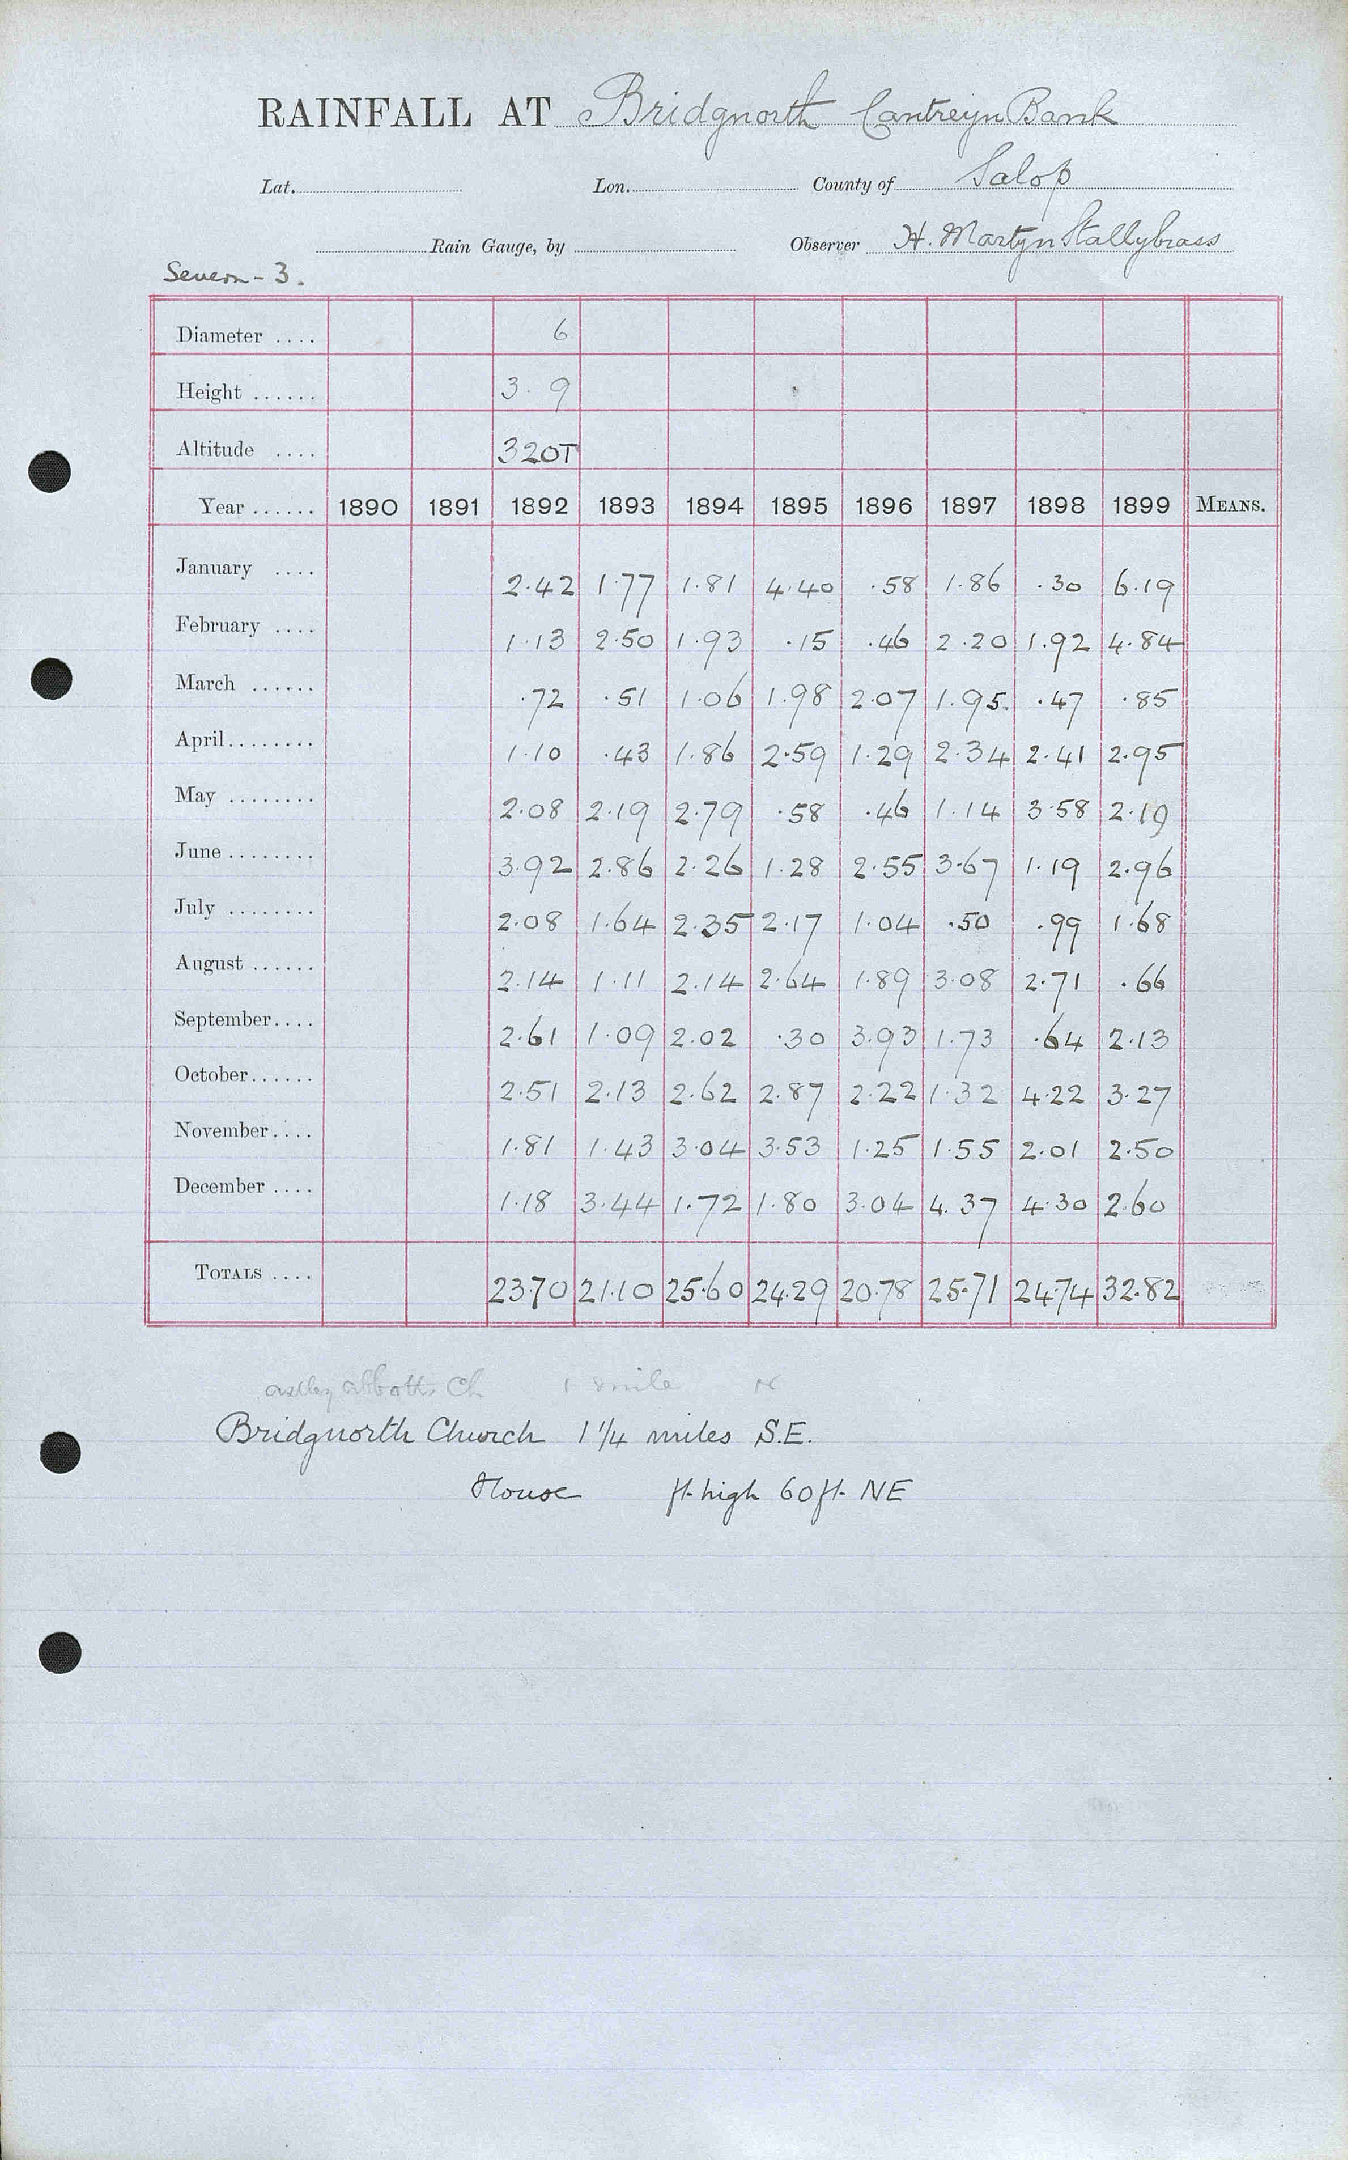 RAINFALL AT Bridgnorth Cantreyn Bank
Lat. Lon. County of Salop
Rain Gauge, by Observer H. Martyn Stallybrass
Severn - 3.
Diameter .... 6
Height ...... 3. 9
Altitude .... 320T
Year ...... 1890 1891 1892 1893 1894 1895 1896 1897 1898 1899 MEANS.
January .... 2.42 1.77 1.81 4.40 .58 1.86 .30 6.19
February .... 1.13 2.50 1.93 .15 .46 2.20 1.92 4.84
March ...... .72 .51 1.06 1.98 2.07 1.95. .47 .85
April........ 1.10 .43 1.86 2.59 1.29 2.34 2.41 2.95
May ........ 2.08 2.19 2.79 .58 .46 1.14 3.58 2.19
June ........ 3.92 2.86 2.26 1.28 2.55 3.67 1.19 2.96
July ........ 2.08 1.64 2.35 2.17 1.04 .50 .99 1.68
August ...... 2.14 1.11 2.14 2.64 1.89 3.08 2.71 .66
September.... 2.61 1.09 2.02 .30 3.93 1.73 .64 2.13
October...... 2.51 2.13 2.62 2.87 2.22 1.32 4.22 3.27
November.... 1.81 1.43 3.04 3.53 1.25 1.55 2.01 2.50
December .... 1.18 3.44 1.72 1.80 3.04 4.37 4.30 2.60
TOTALS .... 23.70 21.10 25.60 24.29 20.78 25.71 24.74 32.82
Astley Abbotts Ch 1 mile N
Bridgnorth Church 1 1/4 miles S.E.
House ft. high 60 ft. NE